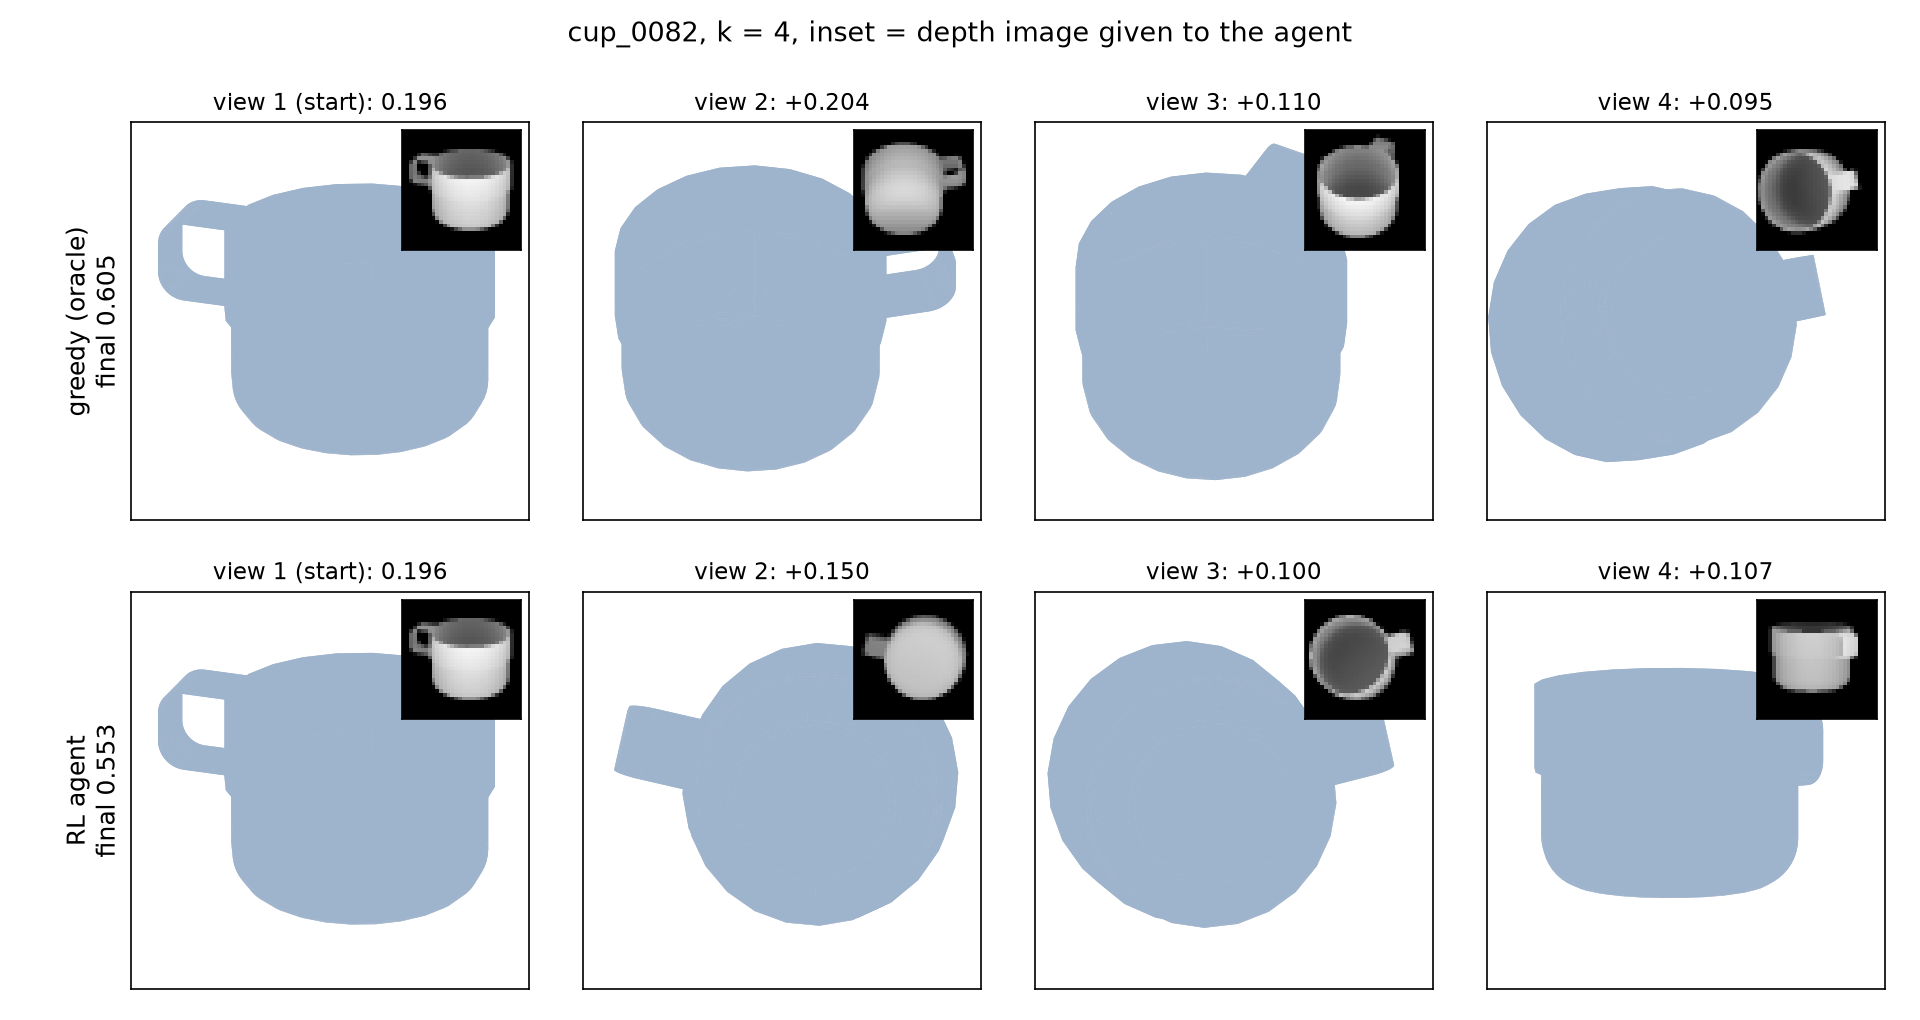 cup_0082, k = 4, inset = depth image given to the agent
greedy (oracle)
final 0.605
view 1 (start): 0.196
view 2: +0.204
view 3: +0.110
view 4: +0.095
RL agent
final 0.553
view 1 (start): 0.196
view 2: +0.150
view 3: +0.100
view 4: +0.107